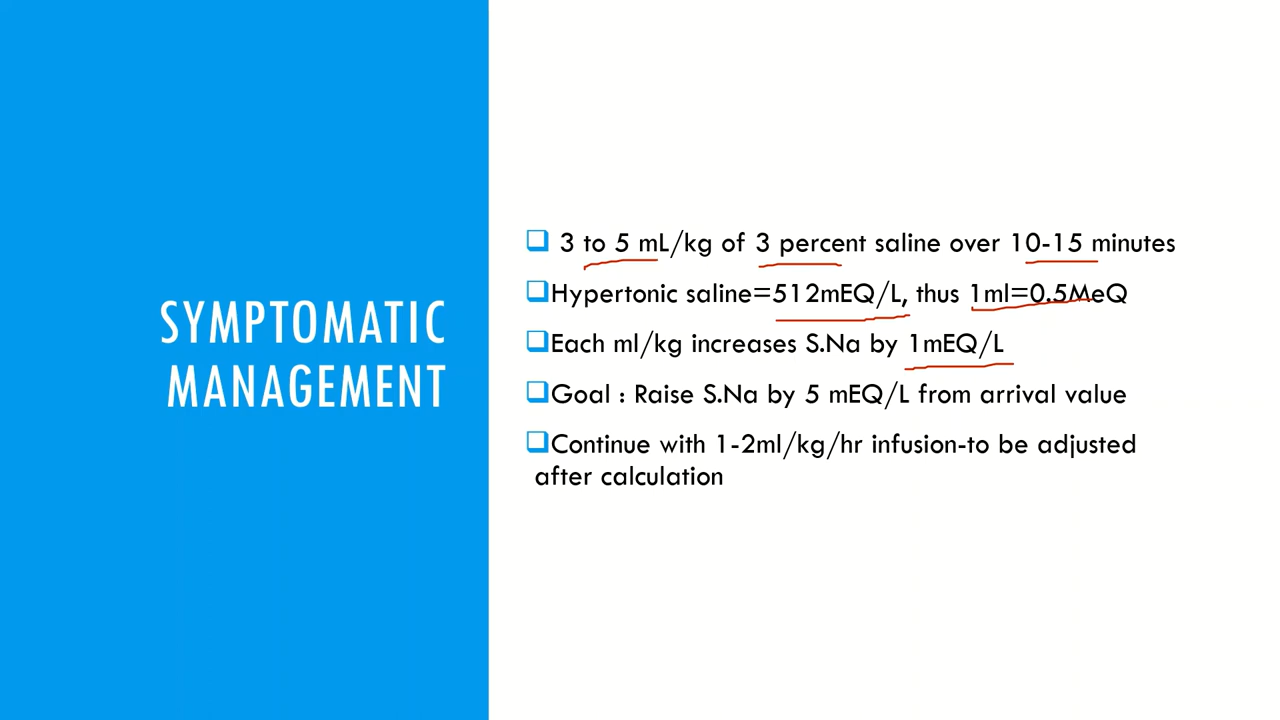 SYMPTOMATIC
MANAGEMENT
3 to 5 mL/kg of 3 percent saline over 10-15 minutes
Hypertonic saline=512mEQ/L, thus 1ml=0.5MeQ
Each ml/kg increases S.Na by 1mEQ/L
Goal : Raise S.Na by 5 mEQ/L from arrival value
Continue with 1-2ml/kg/hr infusion-to be adjusted
after calculation